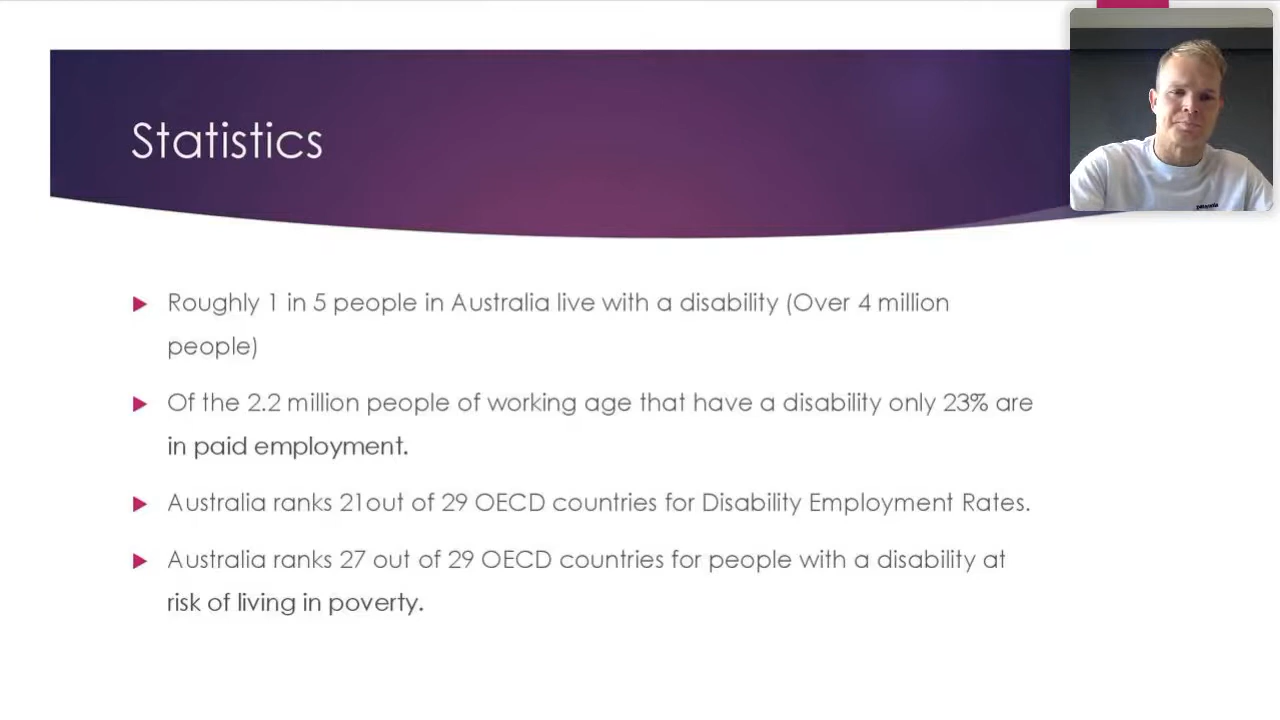 Statistics
Roughly 1 in 5 people in Australia live with a disability (Over 4 million
people)
Of the 2.2 million people of working age that have a disability only 23% are
in paid employment.
Australia ranks 21out of 29 OECD countries for Disability Employment Rates.
Australia ranks 27 out of 29 OECD countries for people with a disability at
risk of living in poverty.
patagonia